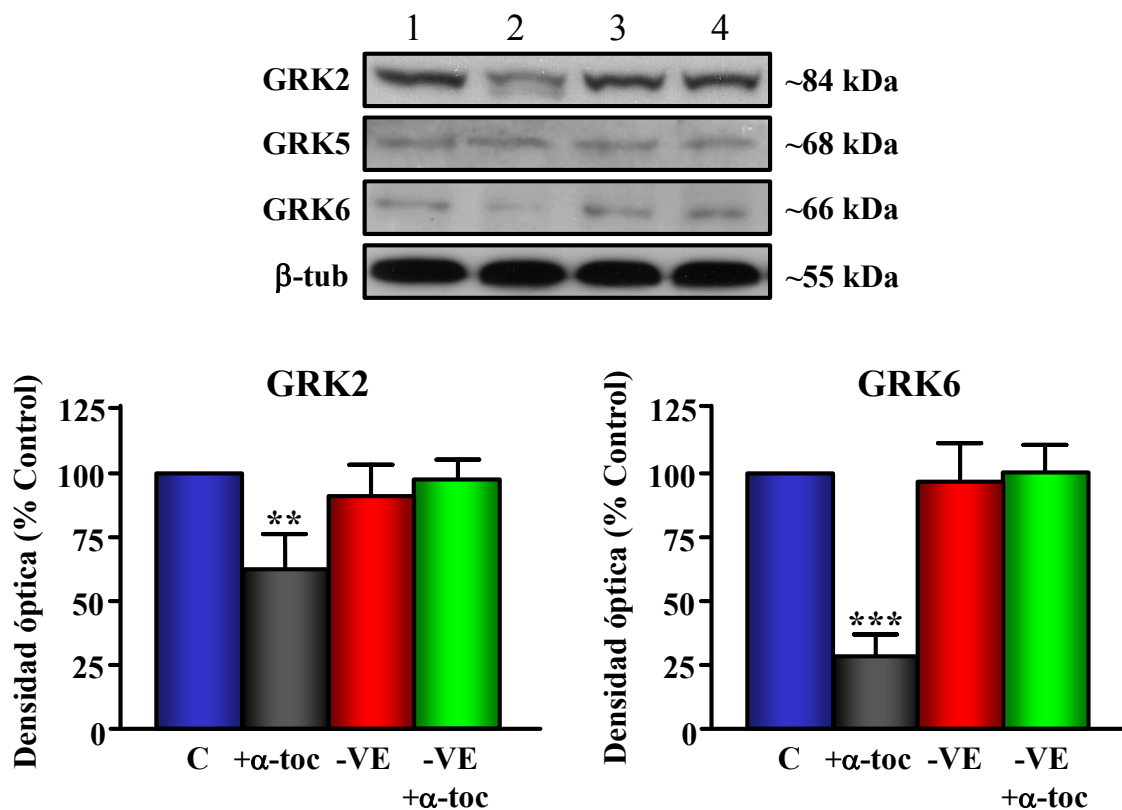 1 2 3 4
GRK2 ~84 kDa
GRK5 ~68 kDa
GRK6 ~66 kDa
β-tub ~55 kDa
GRK2
Densidad óptica (% Control)
125
100
75
50
25
0
**
C +α-toc -VE -VE
+α-toc
GRK6
Densidad óptica (% Control)
125
100
75
50
25
0
***
C +α-toc -VE -VE
+α-toc